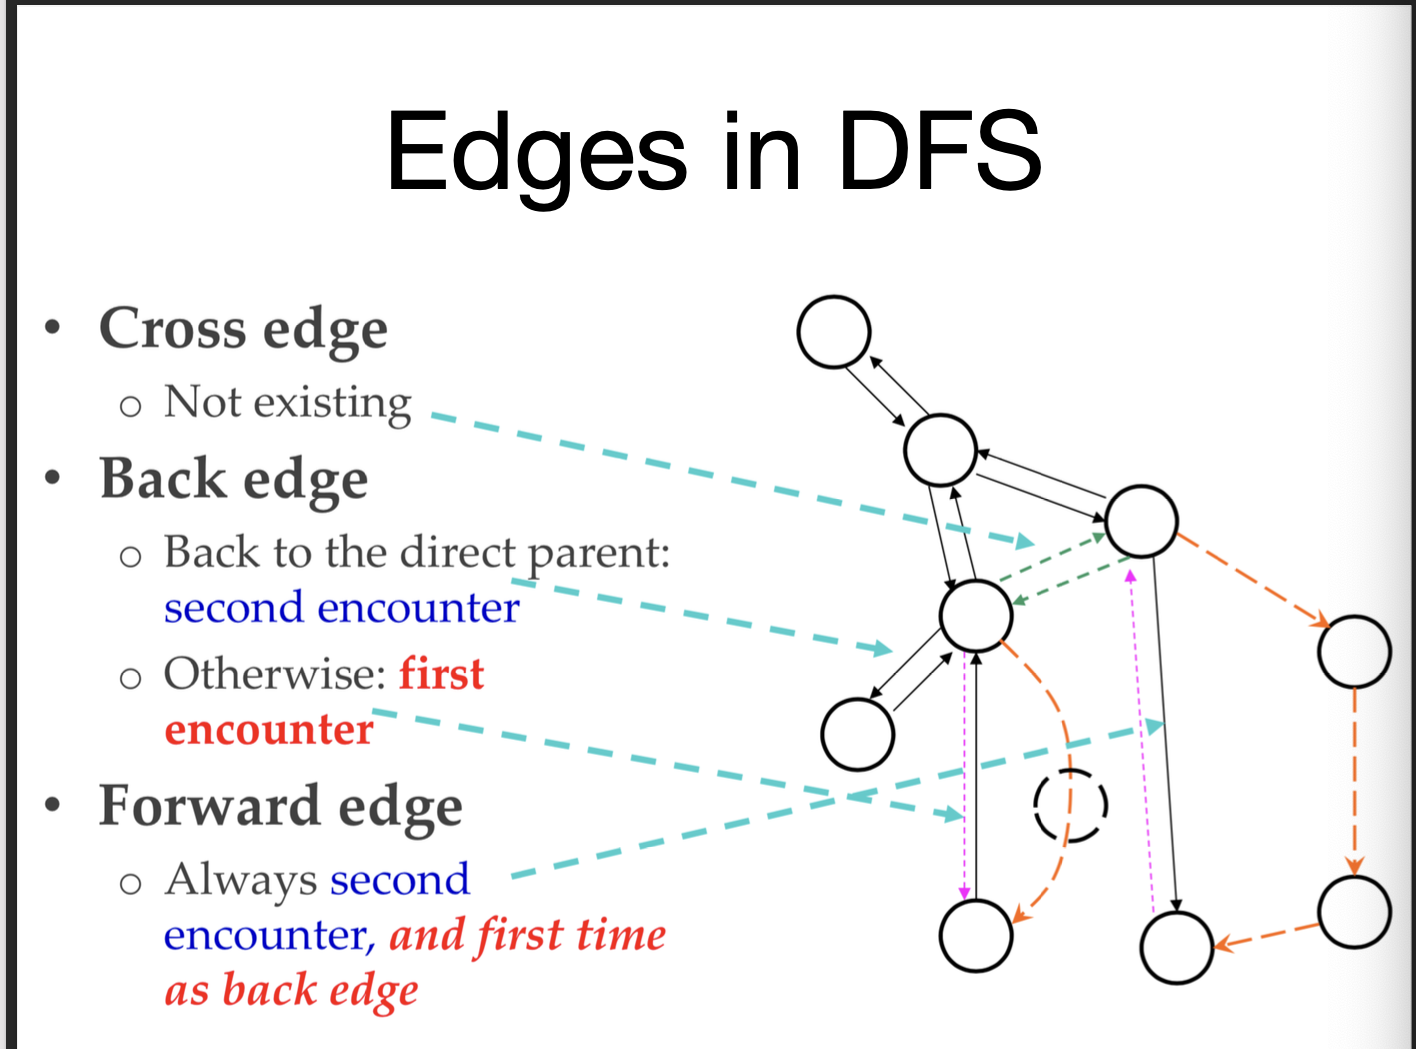 Edges in DFS
• Cross edge
o Not existing
• Back edge
o Back to the direct parent:
second encounter
o Otherwise: first
encounter
• Forward edge
o Always second
encounter, and first time
as back edge